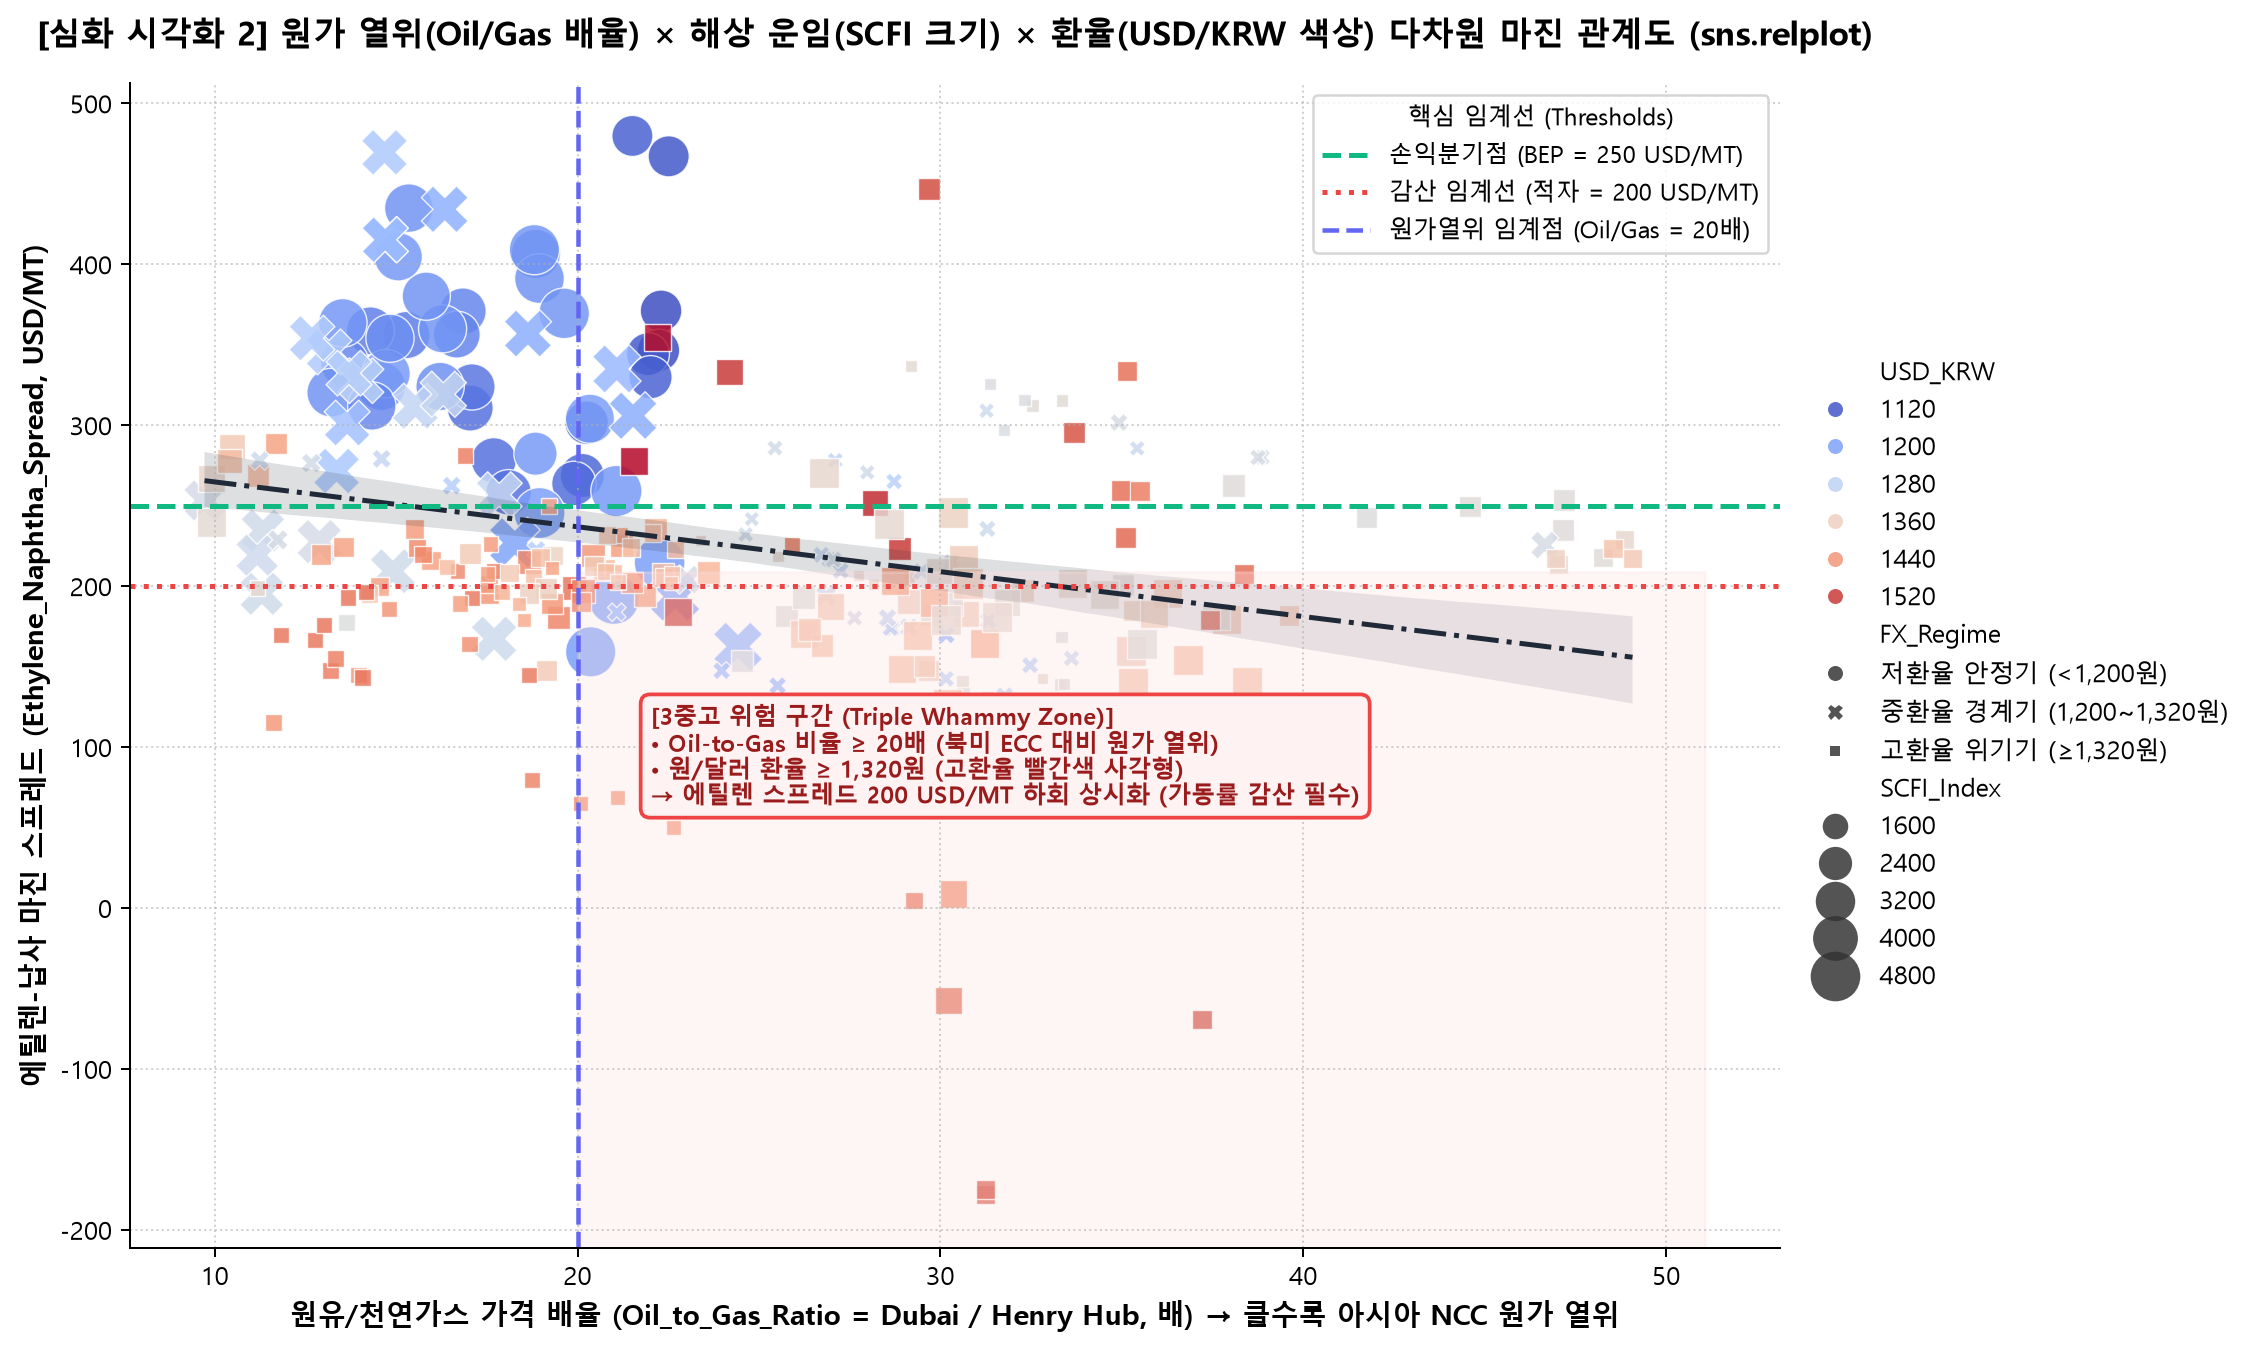 [심화 시각화 2] 원가 열위(Oil/Gas 배율) × 해상 운임(SCFI 크기) × 환율(USD/KRW 색상) 다차원 마진 관계도 (sns.relplot)
에틸렌-납사 마진 스프레드 (Ethylene_Naphtha_Spread, USD/MT)
500
400
300
200
100
0
-100
-200
핵심 임계선 (Thresholds)
손익분기점 (BEP = 250 USD/MT)
감산 임계선 (적자 = 200 USD/MT)
원가열위 임계점 (Oil/Gas = 20배)
[3중고 위험 구간 (Triple Whammy Zone)]
• Oil-to-Gas 비율 ≥ 20배 (북미 ECC 대비 원가 열위)
• 원/달러 환율 ≥ 1,320원 (고환율 빨간색 사각형)
→ 에틸렌 스프레드 200 USD/MT 하회 상시화 (가동률 감산 필수)
USD_KRW
1120
1200
1280
1360
1440
1520
FX_Regime
저환율 안정기 (<1,200원)
중환율 경계기 (1,200~1,320원)
고환율 위기기 (≥1,320원)
SCFI_Index
1600
2400
3200
4000
4800
10 20 30 40 50
원유/천연가스 가격 배율 (Oil_to_Gas_Ratio = Dubai / Henry Hub, 배) → 클수록 아시아 NCC 원가 열위